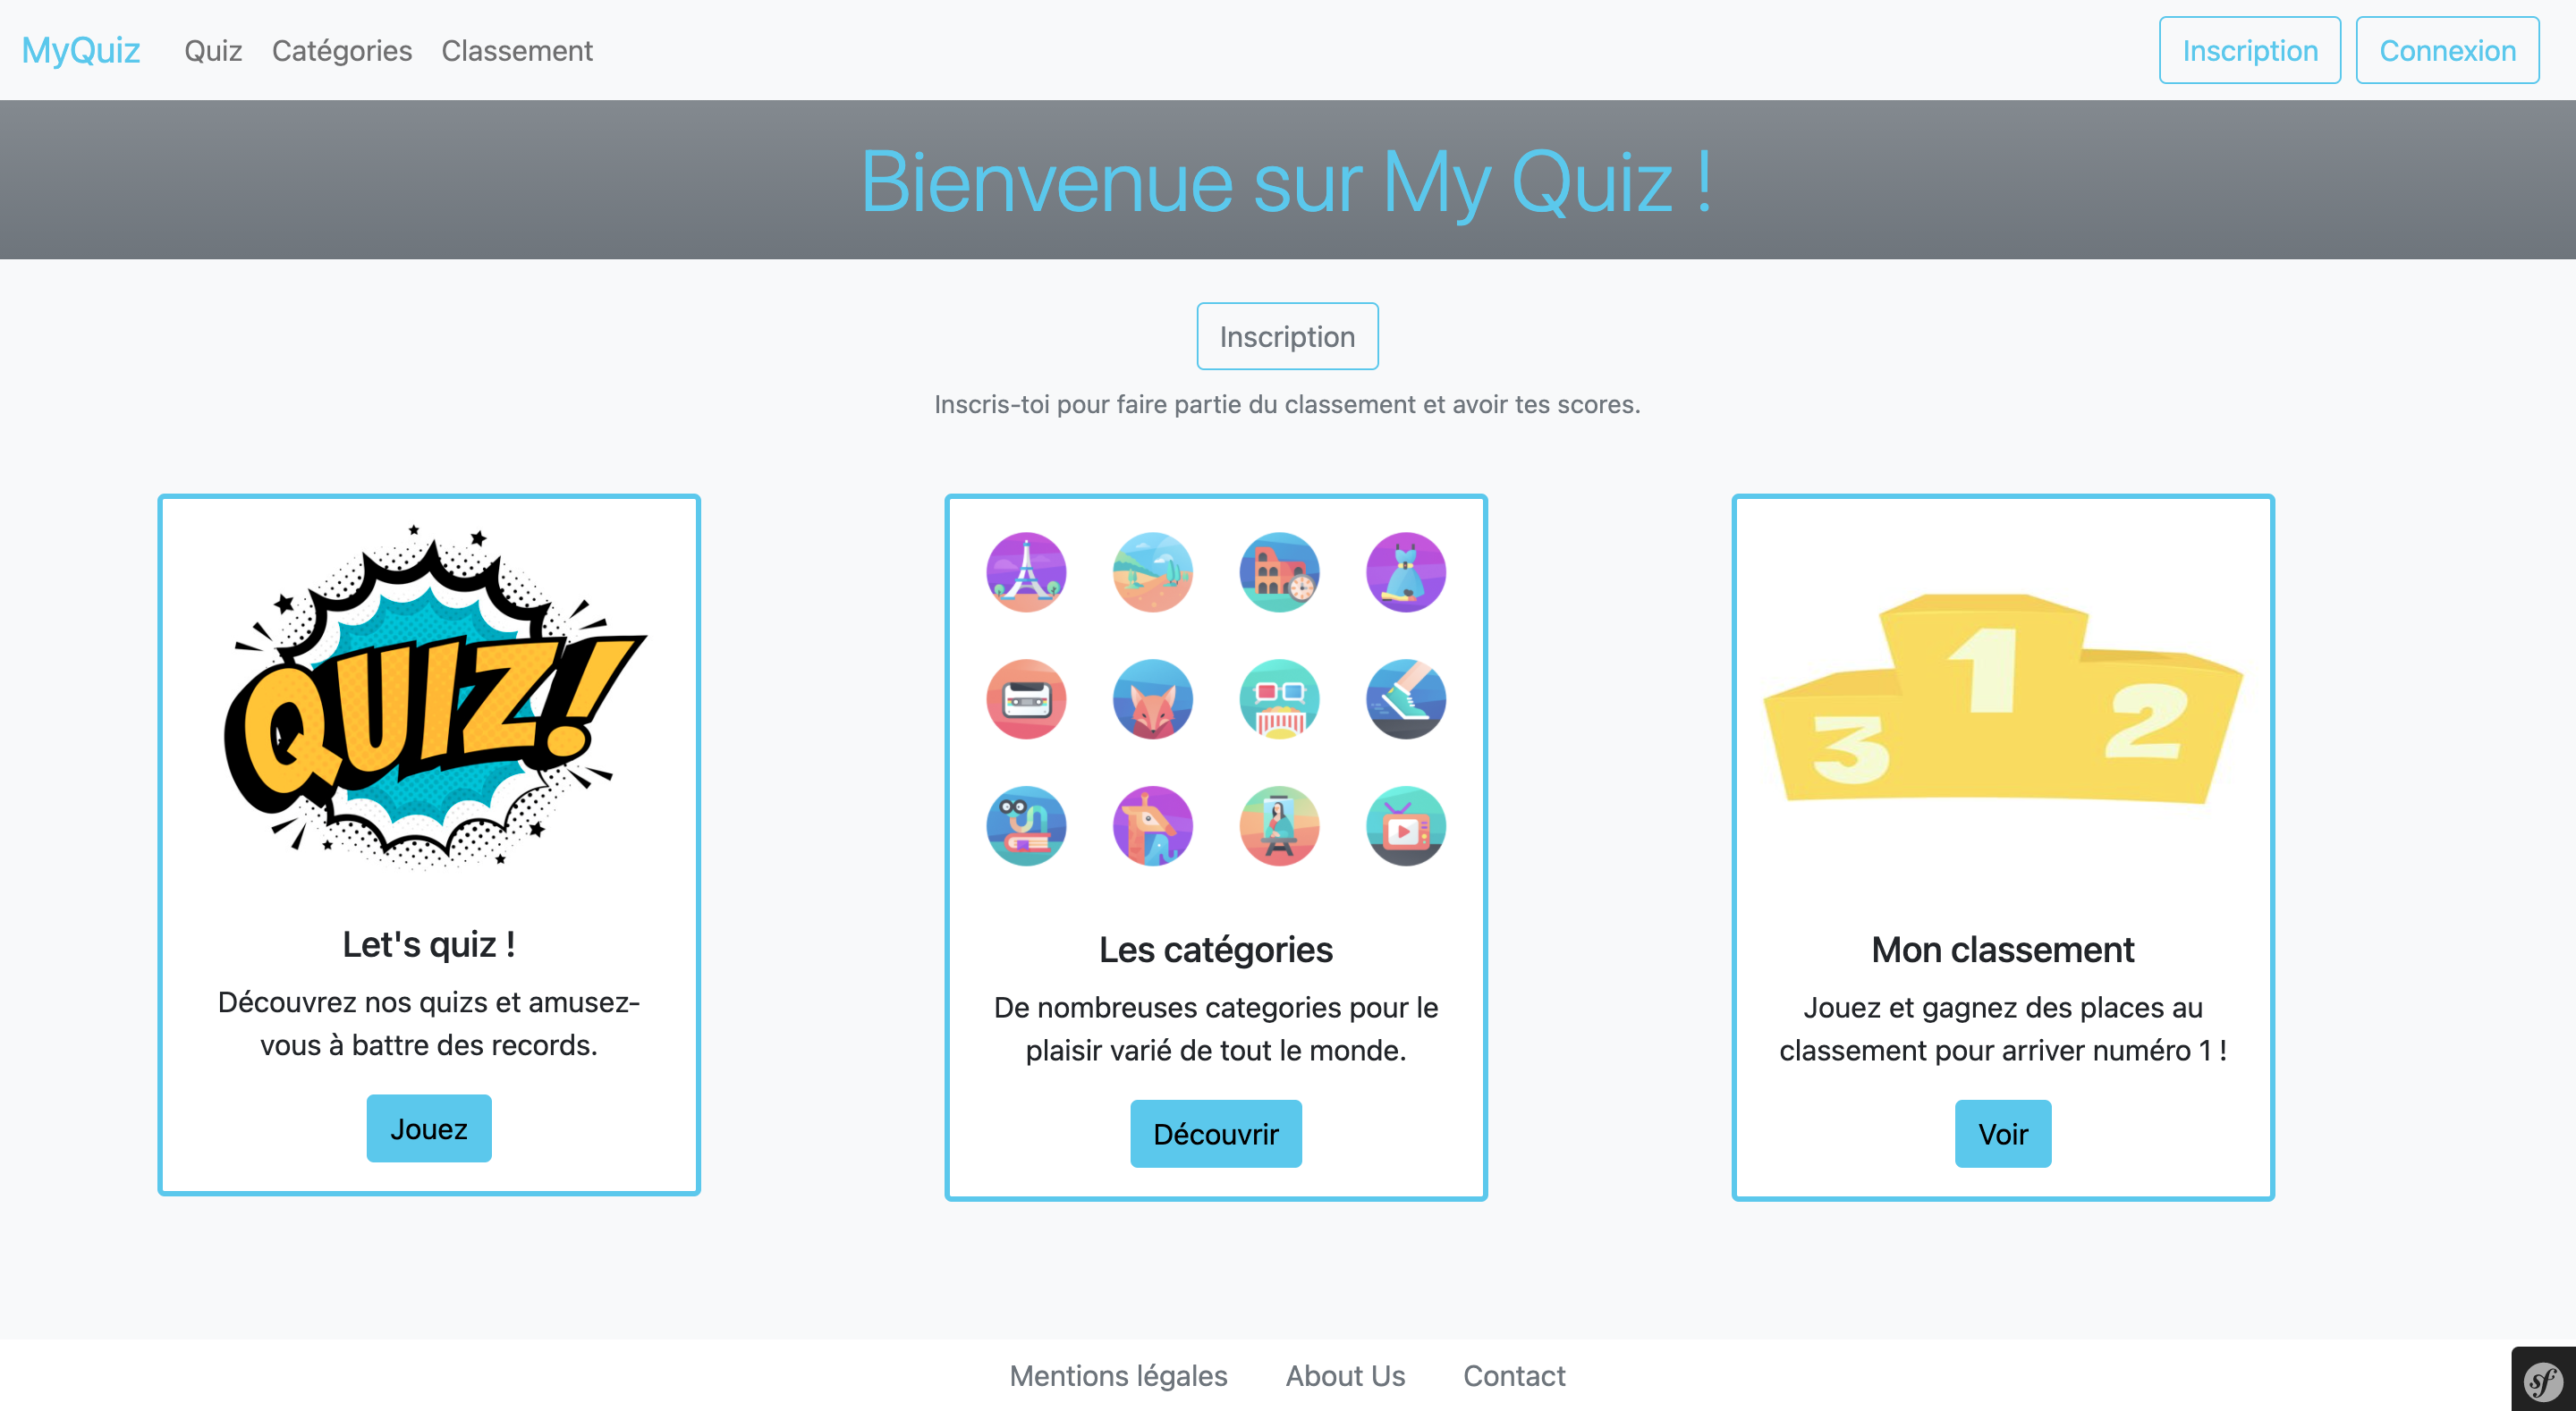 MyQuiz Quiz Catégories Classement Inscription Connexion
Bienvenue sur My Quiz !
Inscription
Inscris-toi pour faire partie du classement et avoir tes scores.
QUIZ!
Let's quiz !
Découvrez nos quizs et amusez-
vous à battre des records.
Jouez
Les catégories
De nombreuses categories pour le
plaisir varié de tout le monde.
Découvrir
1
2
3
Mon classement
Jouez et gagnez des places au
classement pour arriver numéro 1 !
Voir
Mentions légales About Us Contact
sf